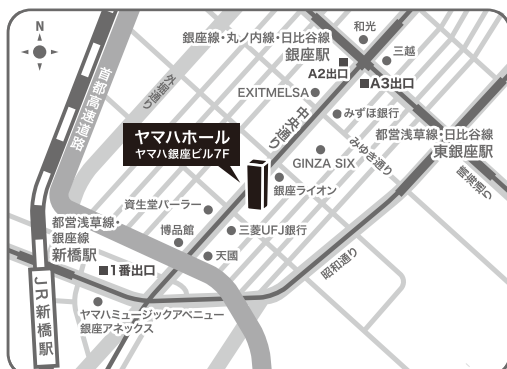 N
和光
銀座線・丸ノ内線・日比谷線
銀座駅
三越
A2出口
A3出口
首都高速道路
外堀通り
EXITMELSA
中央通り
みずほ銀行
都営浅草線・日比谷線
東銀座駅
ヤマハホール
ヤマハ銀座ビル7F
GINZA SIX
みゆき通り
晴海通り
銀座ライオン
資生堂パーラー
都営浅草線・
銀座線
新橋駅
博品館
三菱UFJ銀行
天國
昭和通り
1番出口
JR新橋駅
ヤマハミュージックアベニュー
銀座アネックス